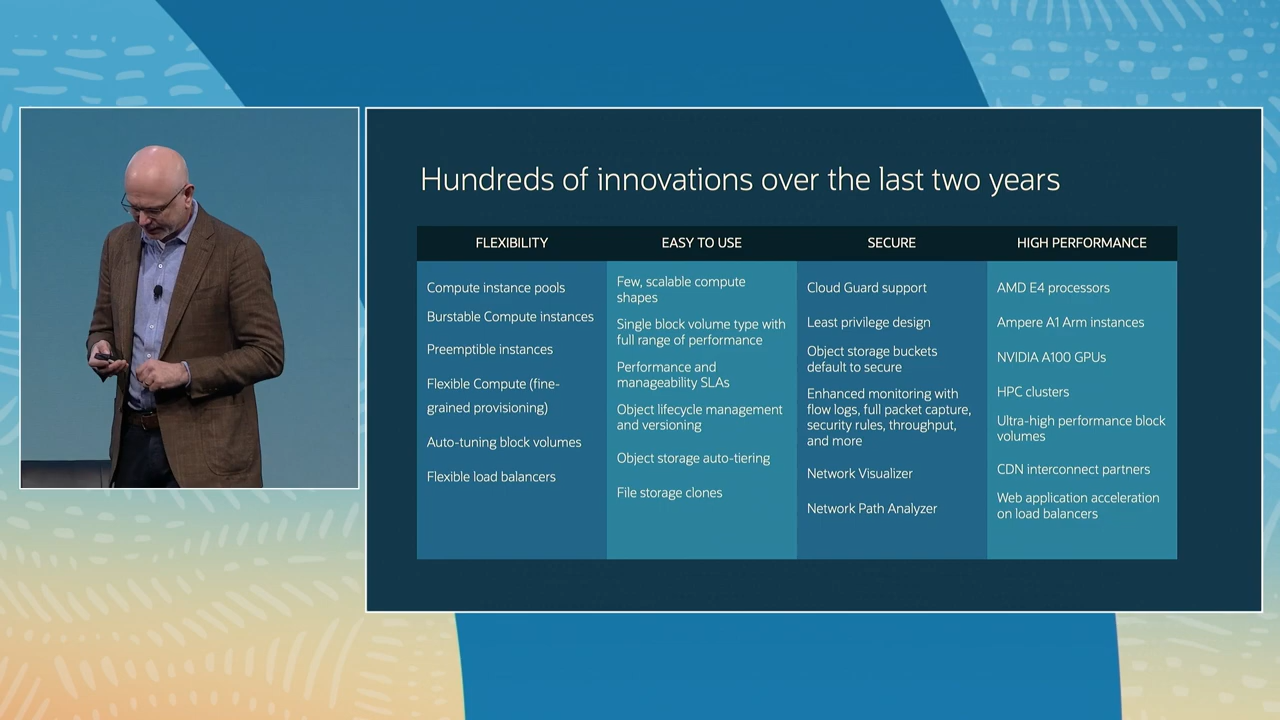 Hundreds of innovations over the last two years
FLEXIBILITY
Compute instance pools
Burstable Compute instances
Preemptible instances
Flexible Compute (fine-
grained provisioning)
Auto-tuning block volumes
Flexible load balancers
EASY TO USE
Few, scalable compute
shapes
Single block volume type with
full range of performance
Performance and
manageability SLAs
Object lifecycle management
and versioning
Object storage auto-tiering
File storage clones
SECURE
Cloud Guard support
Least privilege design
Object storage buckets
default to secure
Enhanced monitoring with
flow logs, full packet capture,
security rules, throughput,
and more
Network Visualizer
Network Path Analyzer
HIGH PERFORMANCE
AMD E4 processors
Ampere A1 Arm instances
NVIDIA A100 GPUs
HPC clusters
Ultra-high performance block
volumes
CDN interconnect partners
Web application acceleration
on load balancers